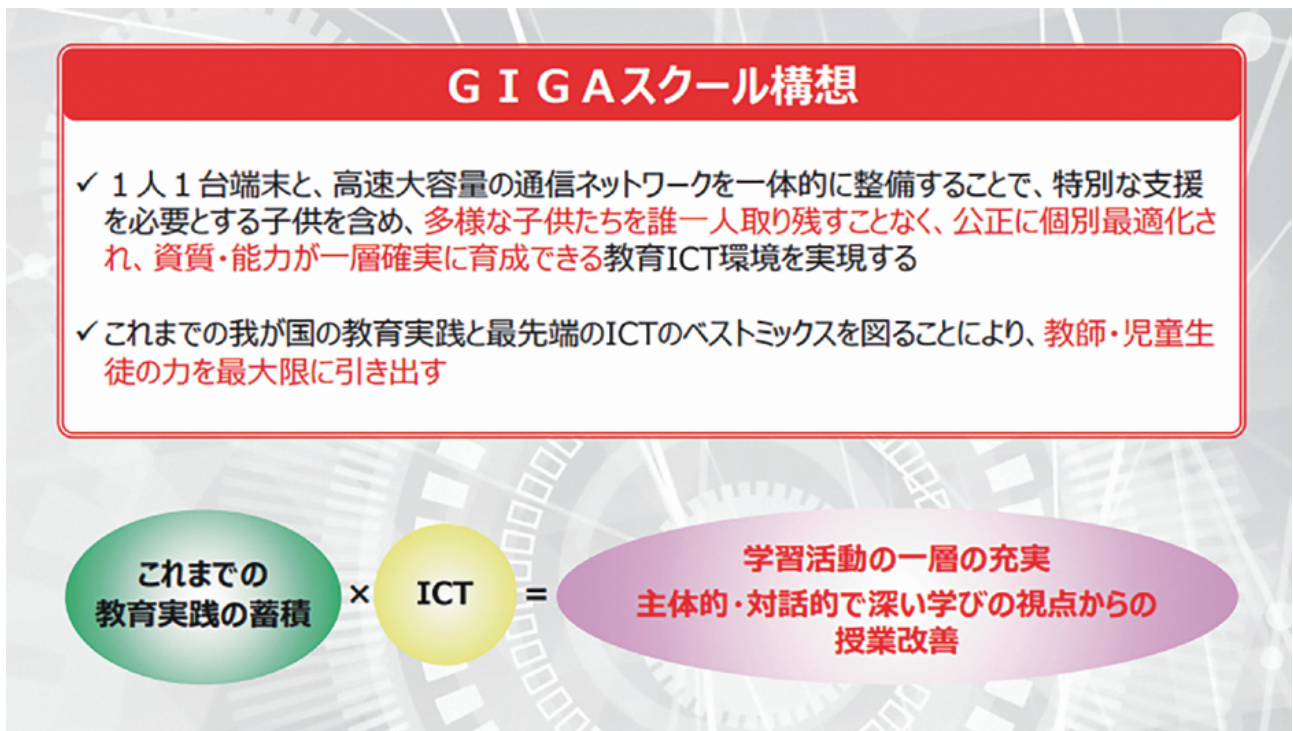 ＧＩＧＡスクール構想
✓ １人１台端末と、高速大容量の通信ネットワークを一体的に整備することで、特別な支援
を必要とする子供を含め、多様な子供たちを誰一人取り残すことなく、公正に個別最適化さ
れ、資質・能力が一層確実に育成できる教育ICT環境を実現する
✓ これまでの我が国の教育実践と最先端のICTのベストミックスを図ることにより、教師・児童生
徒の力を最大限に引き出す
これまでの
教育実践の蓄積
×
ICT
=
学習活動の一層の充実
主体的・対話的で深い学びの視点からの
授業改善